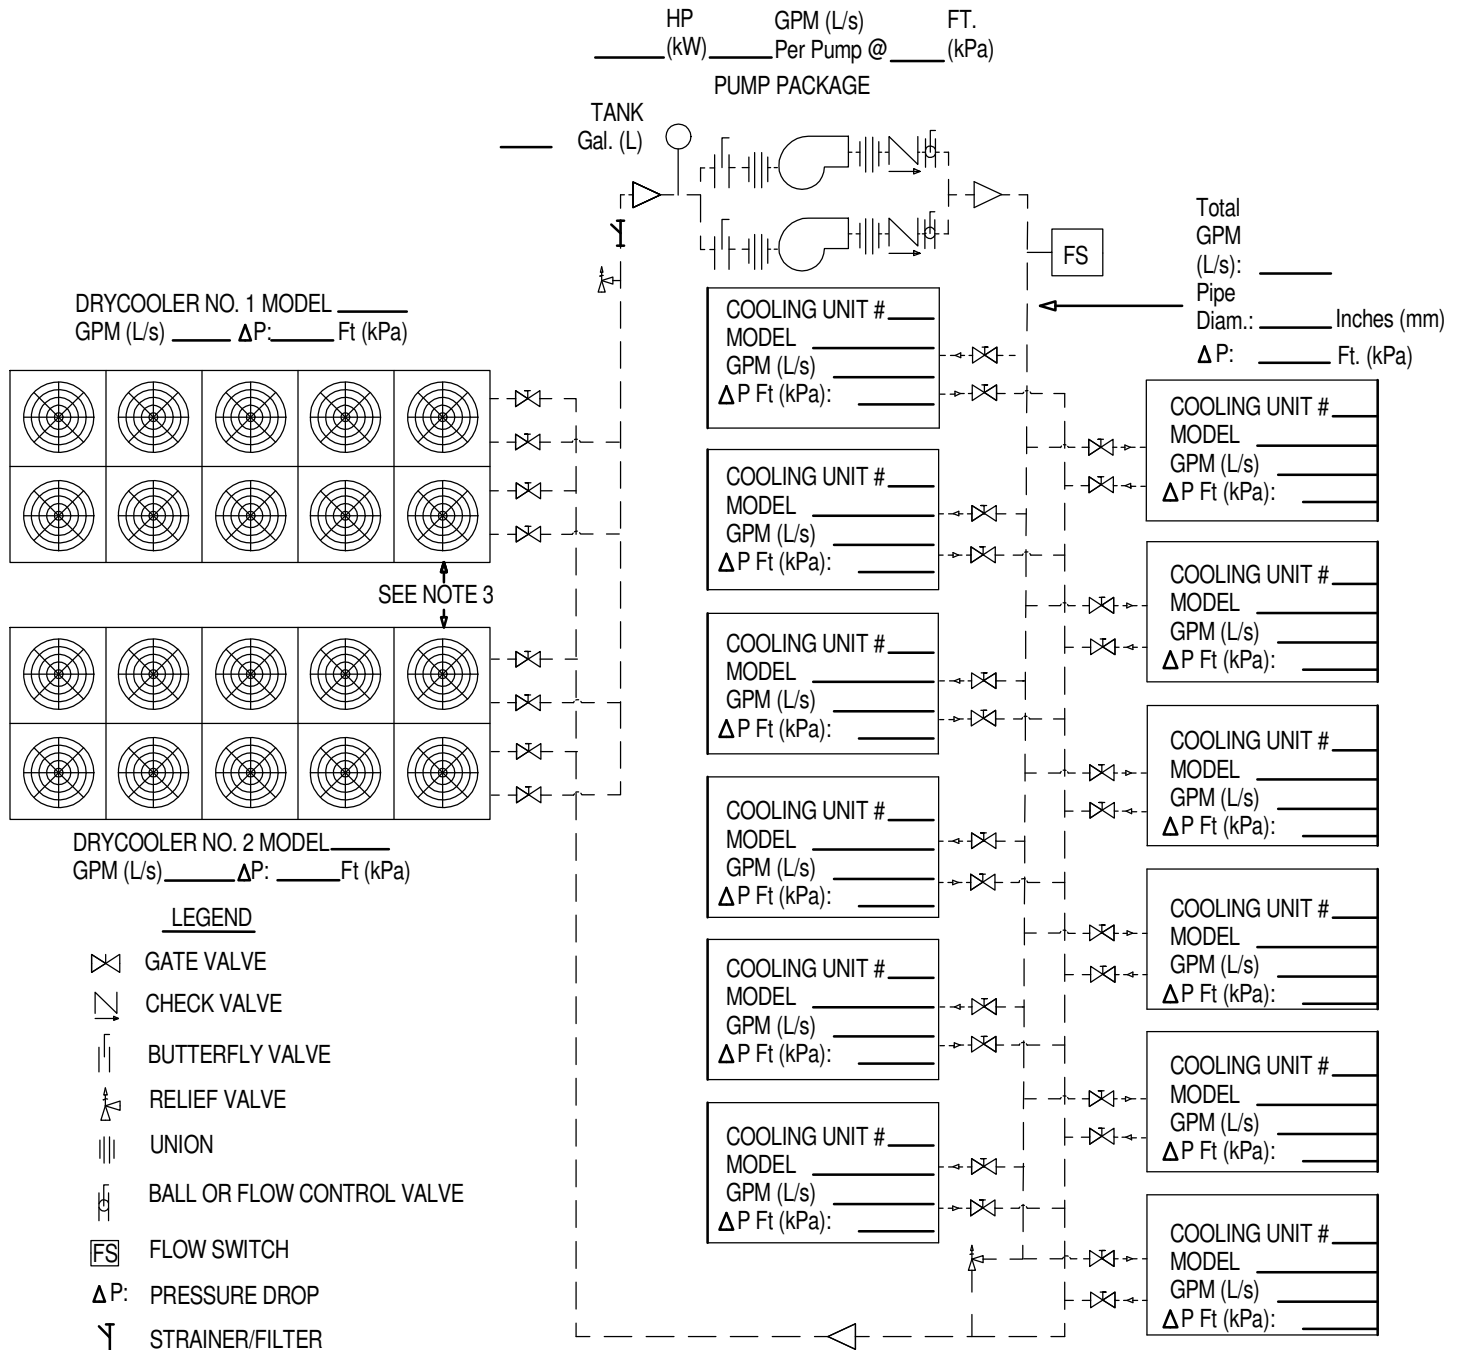 HP GPM (L/s) FT.
(kW) Per Pump @ (kPa)
PUMP PACKAGE
TANK
Gal. (L)
FS
Total
GPM
(L/s):
Pipe
Diam.: Inches (mm)
ΔP: Ft. (kPa)
DRYCOOLER NO. 1 MODEL
GPM (L/s) ΔP: Ft (kPa)
SEE NOTE 3
DRYCOOLER NO. 2 MODEL
GPM (L/s) ΔP: Ft (kPa)
COOLING UNIT #
MODEL
GPM (L/s)
ΔP Ft (kPa):
COOLING UNIT #
MODEL
GPM (L/s)
ΔP Ft (kPa):
COOLING UNIT #
MODEL
GPM (L/s)
ΔP Ft (kPa):
COOLING UNIT #
MODEL
GPM (L/s)
ΔP Ft (kPa):
COOLING UNIT #
MODEL
GPM (L/s)
ΔP Ft (kPa):
COOLING UNIT #
MODEL
GPM (L/s)
ΔP Ft (kPa):
COOLING UNIT #
MODEL
GPM (L/s)
ΔP Ft (kPa):
COOLING UNIT #
MODEL
GPM (L/s)
ΔP Ft (kPa):
COOLING UNIT #
MODEL
GPM (L/s)
ΔP Ft (kPa):
COOLING UNIT #
MODEL
GPM (L/s)
ΔP Ft (kPa):
COOLING UNIT #
MODEL
GPM (L/s)
ΔP Ft (kPa):
COOLING UNIT #
MODEL
GPM (L/s)
ΔP Ft (kPa):
LEGEND
GATE VALVE
CHECK VALVE
BUTTERFLY VALVE
RELIEF VALVE
UNION
BALL OR FLOW CONTROL VALVE
FS FLOW SWITCH
ΔP: PRESSURE DROP
STRAINER/FILTER